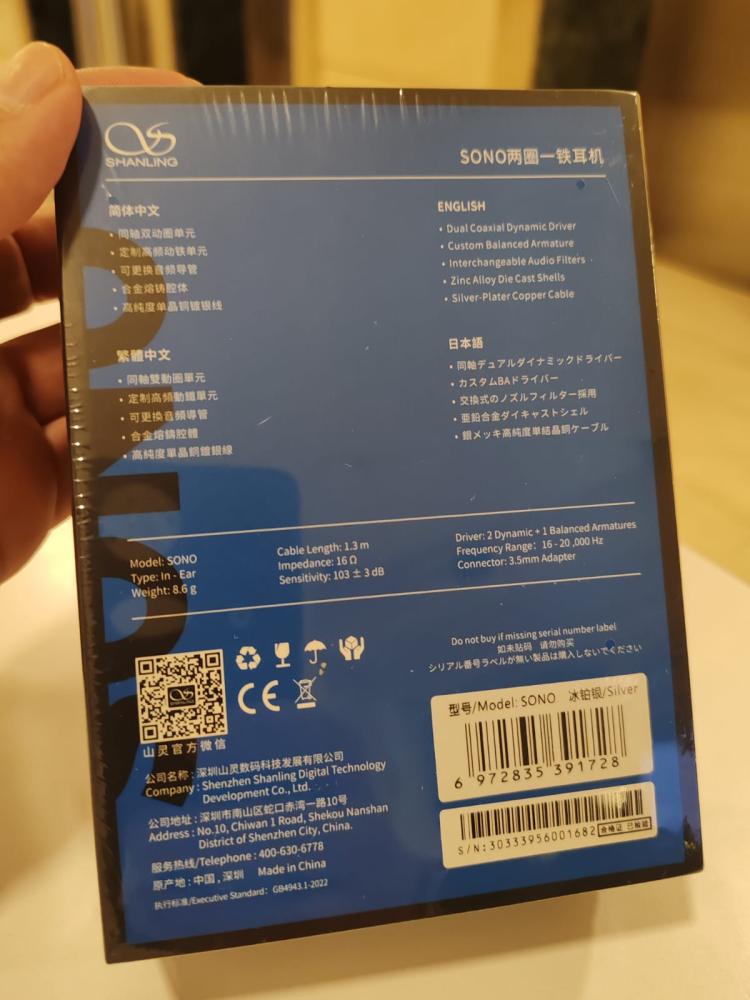 SHANLING
SONO两圈一铁耳机
简体中文
• 同轴双动圈单元
• 定制高频动铁单元
• 可更换音频导管
• 合金熔铸腔体
• 高纯度单晶铜镀银线
ENGLISH
• Dual Coaxial Dynamic Driver
• Custom Balanced Armature
• Interchangeable Audio Filters
• Zinc Alloy Die Cast Shells
• Silver-Plater Copper Cable
繁體中文
• 同軸雙動圈單元
• 定制高頻動鐵單元
• 可更換音頻導管
• 合金熔鑄腔體
• 高純度單晶銅鍍銀線
日本語
• 同軸デュアルダイナミックドライバー
• カスタムBAドライバー
• 交換式のノズルフィルター採用
• 亜鉛合金ダイキャストシェル
• 銀メッキ高純度単結晶銅ケーブル
Model: SONO
Type: In - Ear
Weight: 8.6 g
Cable Length: 1.3 m
Impedance: 16 Ω
Sensitivity: 103 ± 3 dB
Driver: 2 Dynamic + 1 Balanced Armatures
Frequency Range: 16 - 20 ,000 Hz
Connector: 3.5mm Adapter
CE
山灵官方微信
Do not buy if missing serial number label
如未贴码 请勿购买
シリアル番号ラベルが無い製品は購入しないでください
型号/Model: SONO 冰铂银/Silver
6 972835 391728
S/N:30333956001682 合格证 已检验
公司名称：深圳山灵数码科技发展有限公司
Company : Shenzhen Shanling Digital Technology
Development Co., Ltd.
公司地址：深圳市南山区蛇口赤湾一路10号
Address : No.10, Chiwan 1 Road, Shekou Nanshan
District of Shenzhen City, China.
服务热线/Telephone : 400-630-6778
原产地：中国 , 深圳 Made in China
执行标准/Executive Standard：GB4943.1-2022
SONO